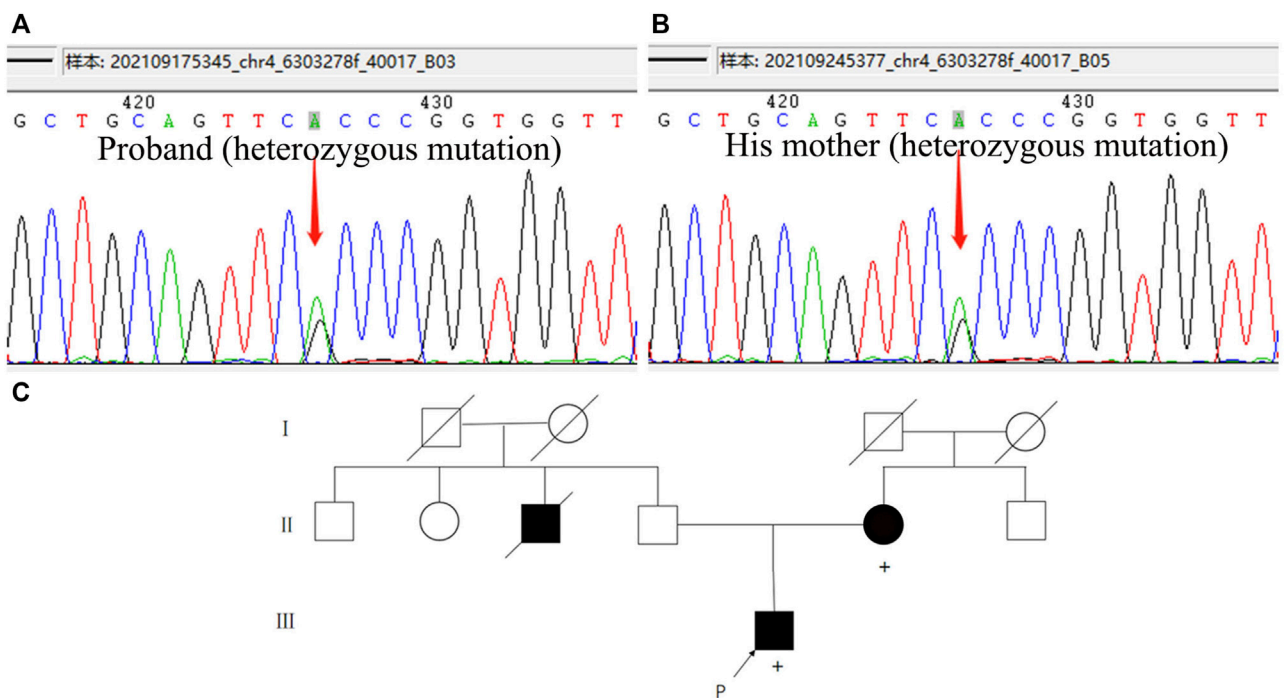 A
样本: 202109175345_chr4_6303278f_40017_B03
420 430
G C T G C A G T T C A C C C G G T G G T T
Proband (heterozygous mutation)
B
样本: 202109245377_chr4_6303278f_40017_B05
420 430
G C T G C A G T T C A C C C G G T G G T T
His mother (heterozygous mutation)
C
I
II
+
III
+
P